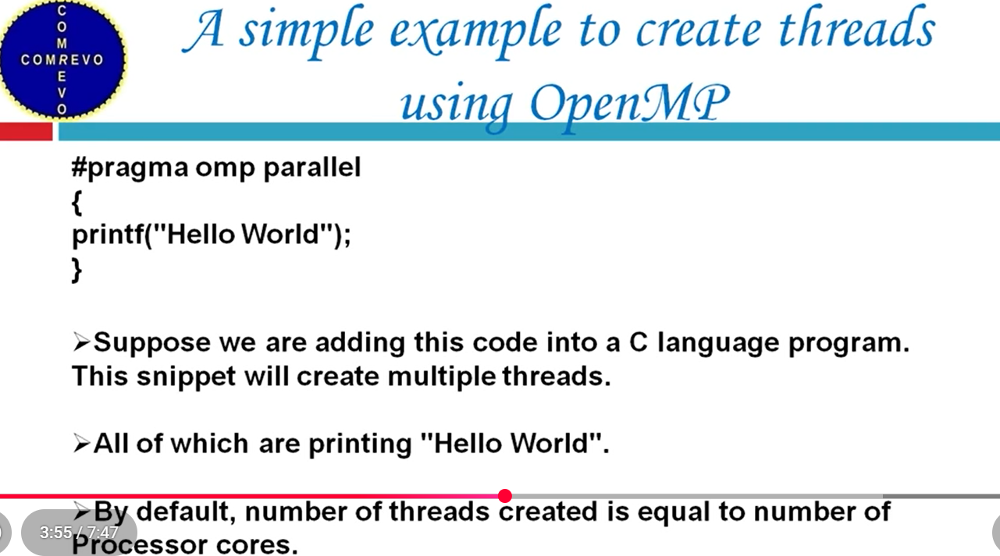 COMREVO
COMREVO
A simple example to create threads
using OpenMP
#pragma omp parallel
{
printf("Hello World");
}
➢Suppose we are adding this code into a C language program.
This snippet will create multiple threads.
➢All of which are printing "Hello World".
➢By default, number of threads created is equal to number of
Processor cores.
3:55 / 7:47